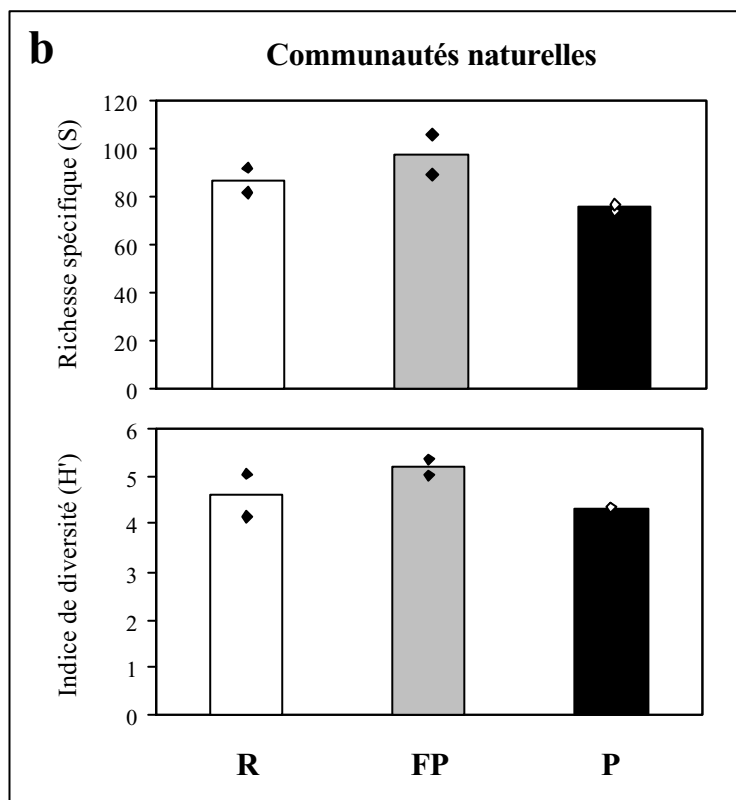 b
Communautés naturelles
Richesse spécifique (S)
120
100
80
60
40
20
0
Indice de diversité (H')
6
5
4
3
2
1
0
R FP P